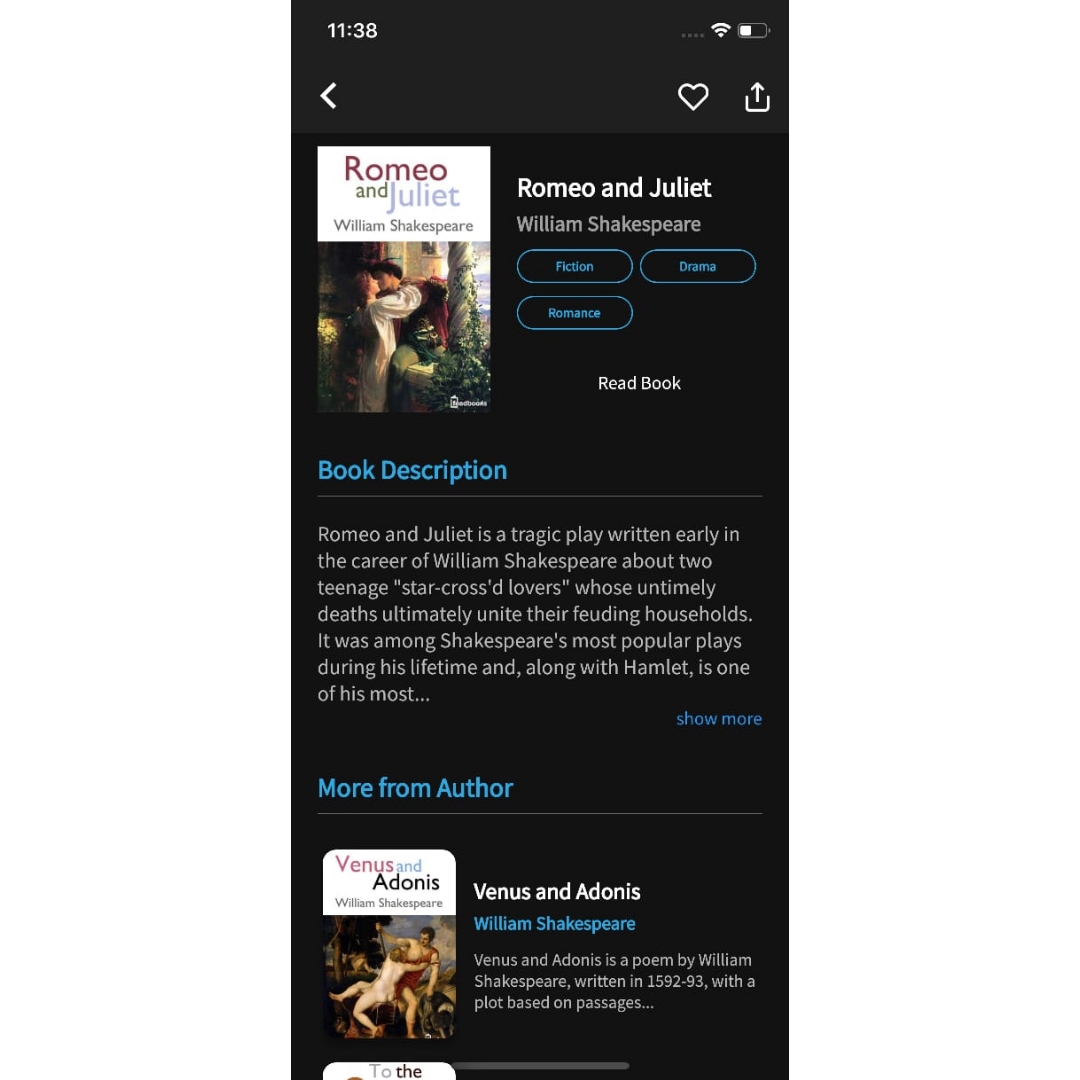 11:38
Romeo
and Juliet
William Shakespeare
feedbooks
Romeo and Juliet
William Shakespeare
Fiction
Drama
Romance
Read Book
Book Description
Romeo and Juliet is a tragic play written early in
the career of William Shakespeare about two
teenage "star-cross'd lovers" whose untimely
deaths ultimately unite their feuding households.
It was among Shakespeare's most popular plays
during his lifetime and, along with Hamlet, is one
of his most...
show more
More from Author
Venus and
Adonis
William Shakespeare
Venus and Adonis
William Shakespeare
Venus and Adonis is a poem by William
Shakespeare, written in 1592-93, with a
plot based on passages...
To the